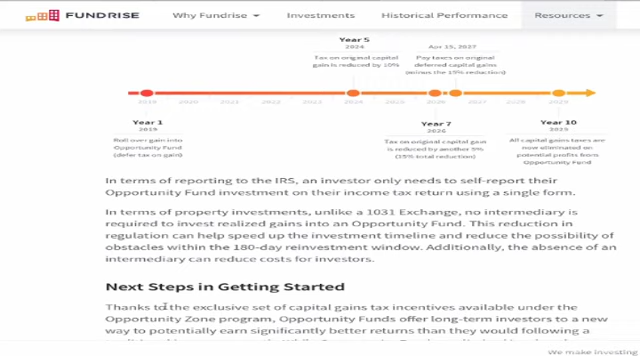 FUNDRISE
Why Fundrise
Investments
Historical Performance
Resources
Year 5
2024
Tax on original capital
gain is reduced by 10%
Apr 15, 2027
Pay taxes on original
deferred capital gains
(minus the 15% reduction)
2019 2020 2021 2022 2023 2024 2025 2026 2027 2028 2029
Year 1
2019
Roll over gain into
Opportunity Fund
(defer tax on gain)
Year 7
2026
Tax on original capital gain
is reduced by another 5%
(15% total reduction)
Year 10
All capital gains taxes are
now eliminated on
potential profits from
Opportunity Fund
In terms of reporting to the IRS, an investor only needs to self-report their
Opportunity Fund investment on their income tax return using a single form.
In terms of property investments, unlike a 1031 Exchange, no intermediary is
required to invest realized gains into an Opportunity Fund. This reduction in
regulation can help speed up the investment timeline and reduce the possibility of
obstacles within the 180-day reinvestment window. Additionally, the absence of an
intermediary can reduce costs for investors.
Next Steps in Getting Started
Thanks to the exclusive set of capital gains tax incentives available under the
Opportunity Zone program, Opportunity Funds offer long-term investors to a new
way to potentially earn significantly better returns than they would following a
We make investing